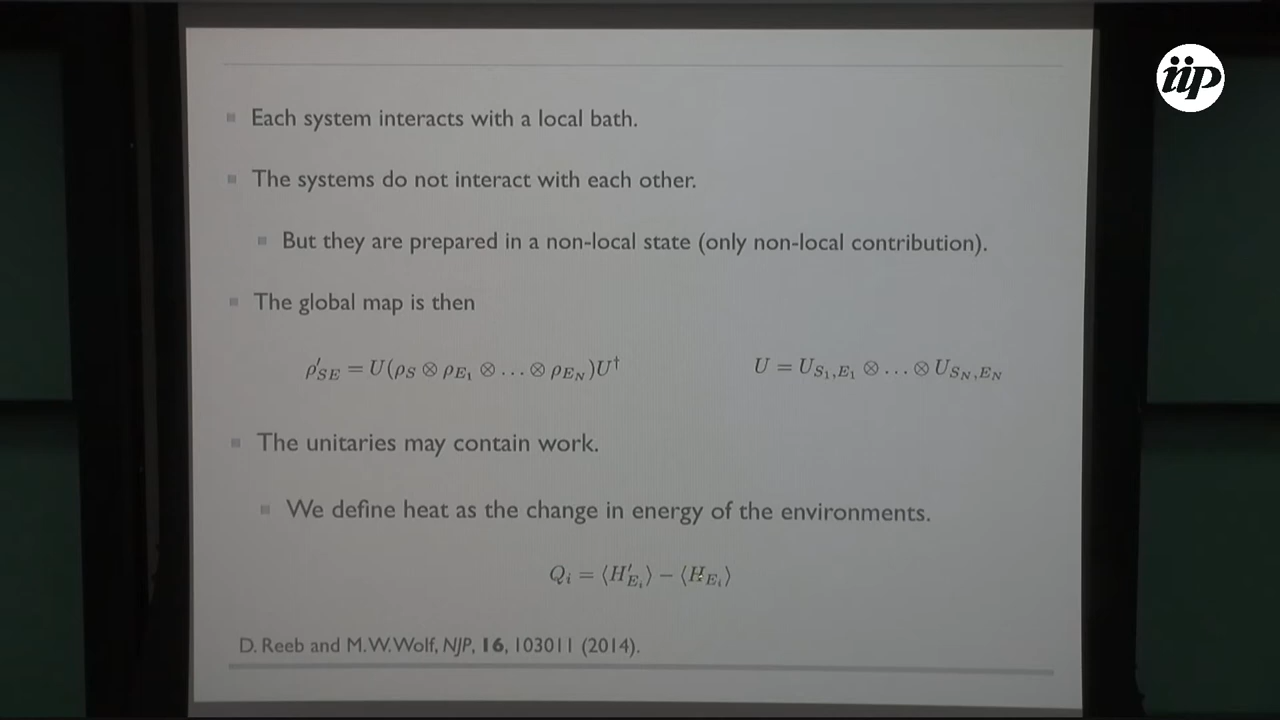 iip
Each system interacts with a local bath.
The systems do not interact with each other.
But they are prepared in a non-local state (only non-local contribution).
The global map is then
ρ′_{SE} = U(ρ_S ⊗ ρ_{E_1} ⊗ … ⊗ ρ_{E_N})U† U = U_{S_1,E_1} ⊗ … ⊗ U_{S_N,E_N}
The unitaries may contain work.
We define heat as the change in energy of the environments.
Q_i = ⟨H′_{E_i}⟩ − ⟨H_{E_i}⟩
D. Reeb and M.W.Wolf, NJP, 16, 103011 (2014).